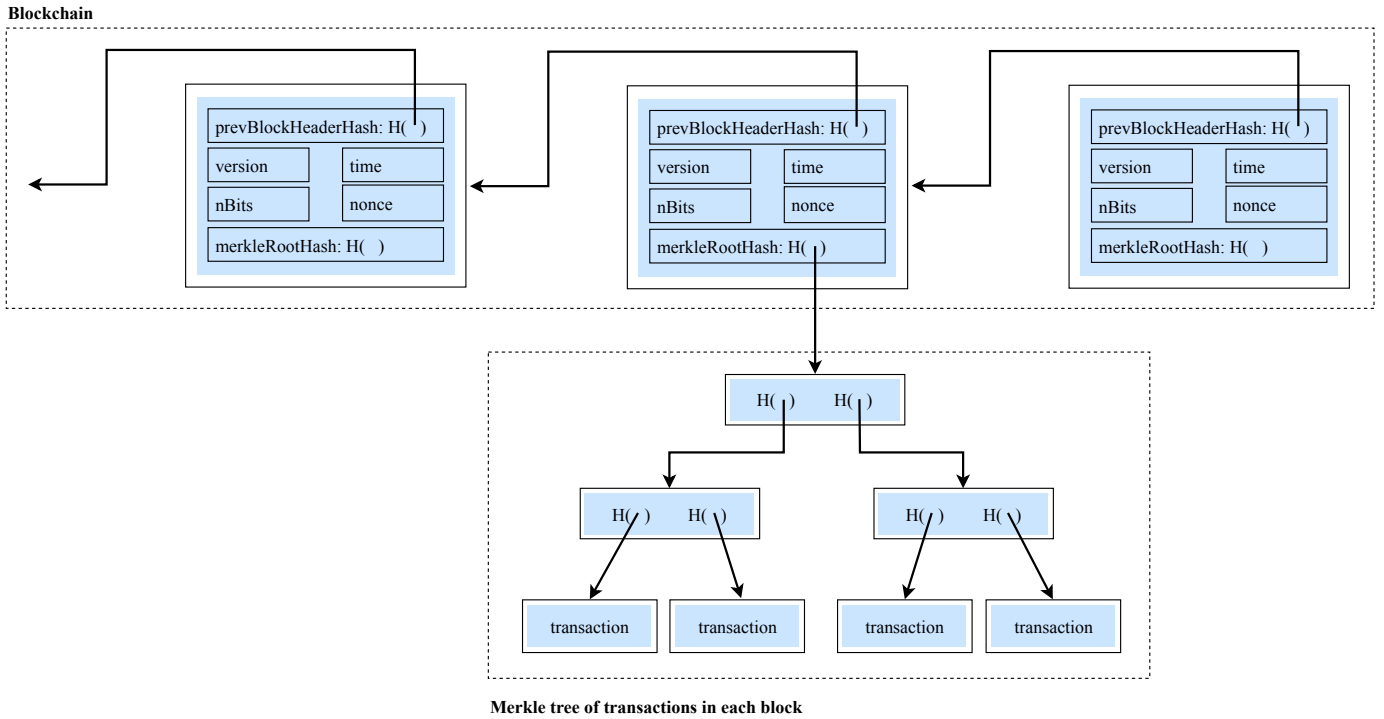 Blockchain
prevBlockHeaderHash: H( )
version
time
nBits
nonce
merkleRootHash: H( )
prevBlockHeaderHash: H( )
version
time
nBits
nonce
merkleRootHash: H( )
prevBlockHeaderHash: H( )
version
time
nBits
nonce
merkleRootHash: H( )
H( ) H( )
H( ) H( )
H( ) H( )
transaction
transaction
transaction
transaction
Merkle tree of transactions in each block